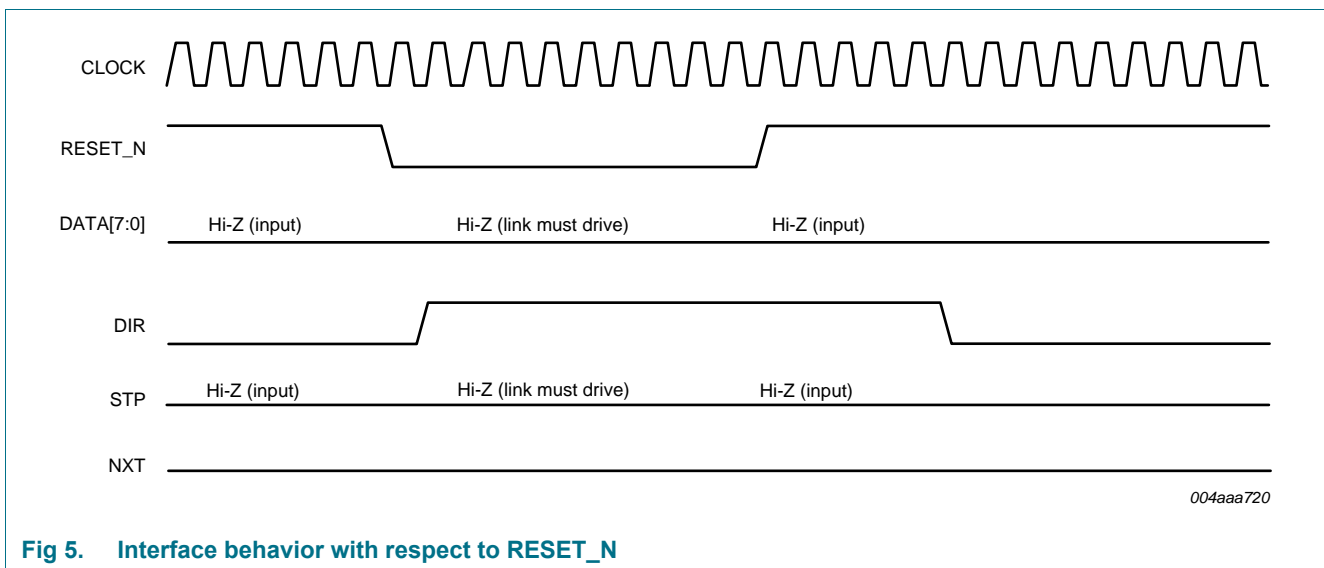 CLOCK
RESET_N
DATA[7:0] Hi-Z (input) Hi-Z (link must drive) Hi-Z (input)
DIR
STP Hi-Z (input) Hi-Z (link must drive) Hi-Z (input)
NXT
004aaa720
Fig 5. Interface behavior with respect to RESET_N